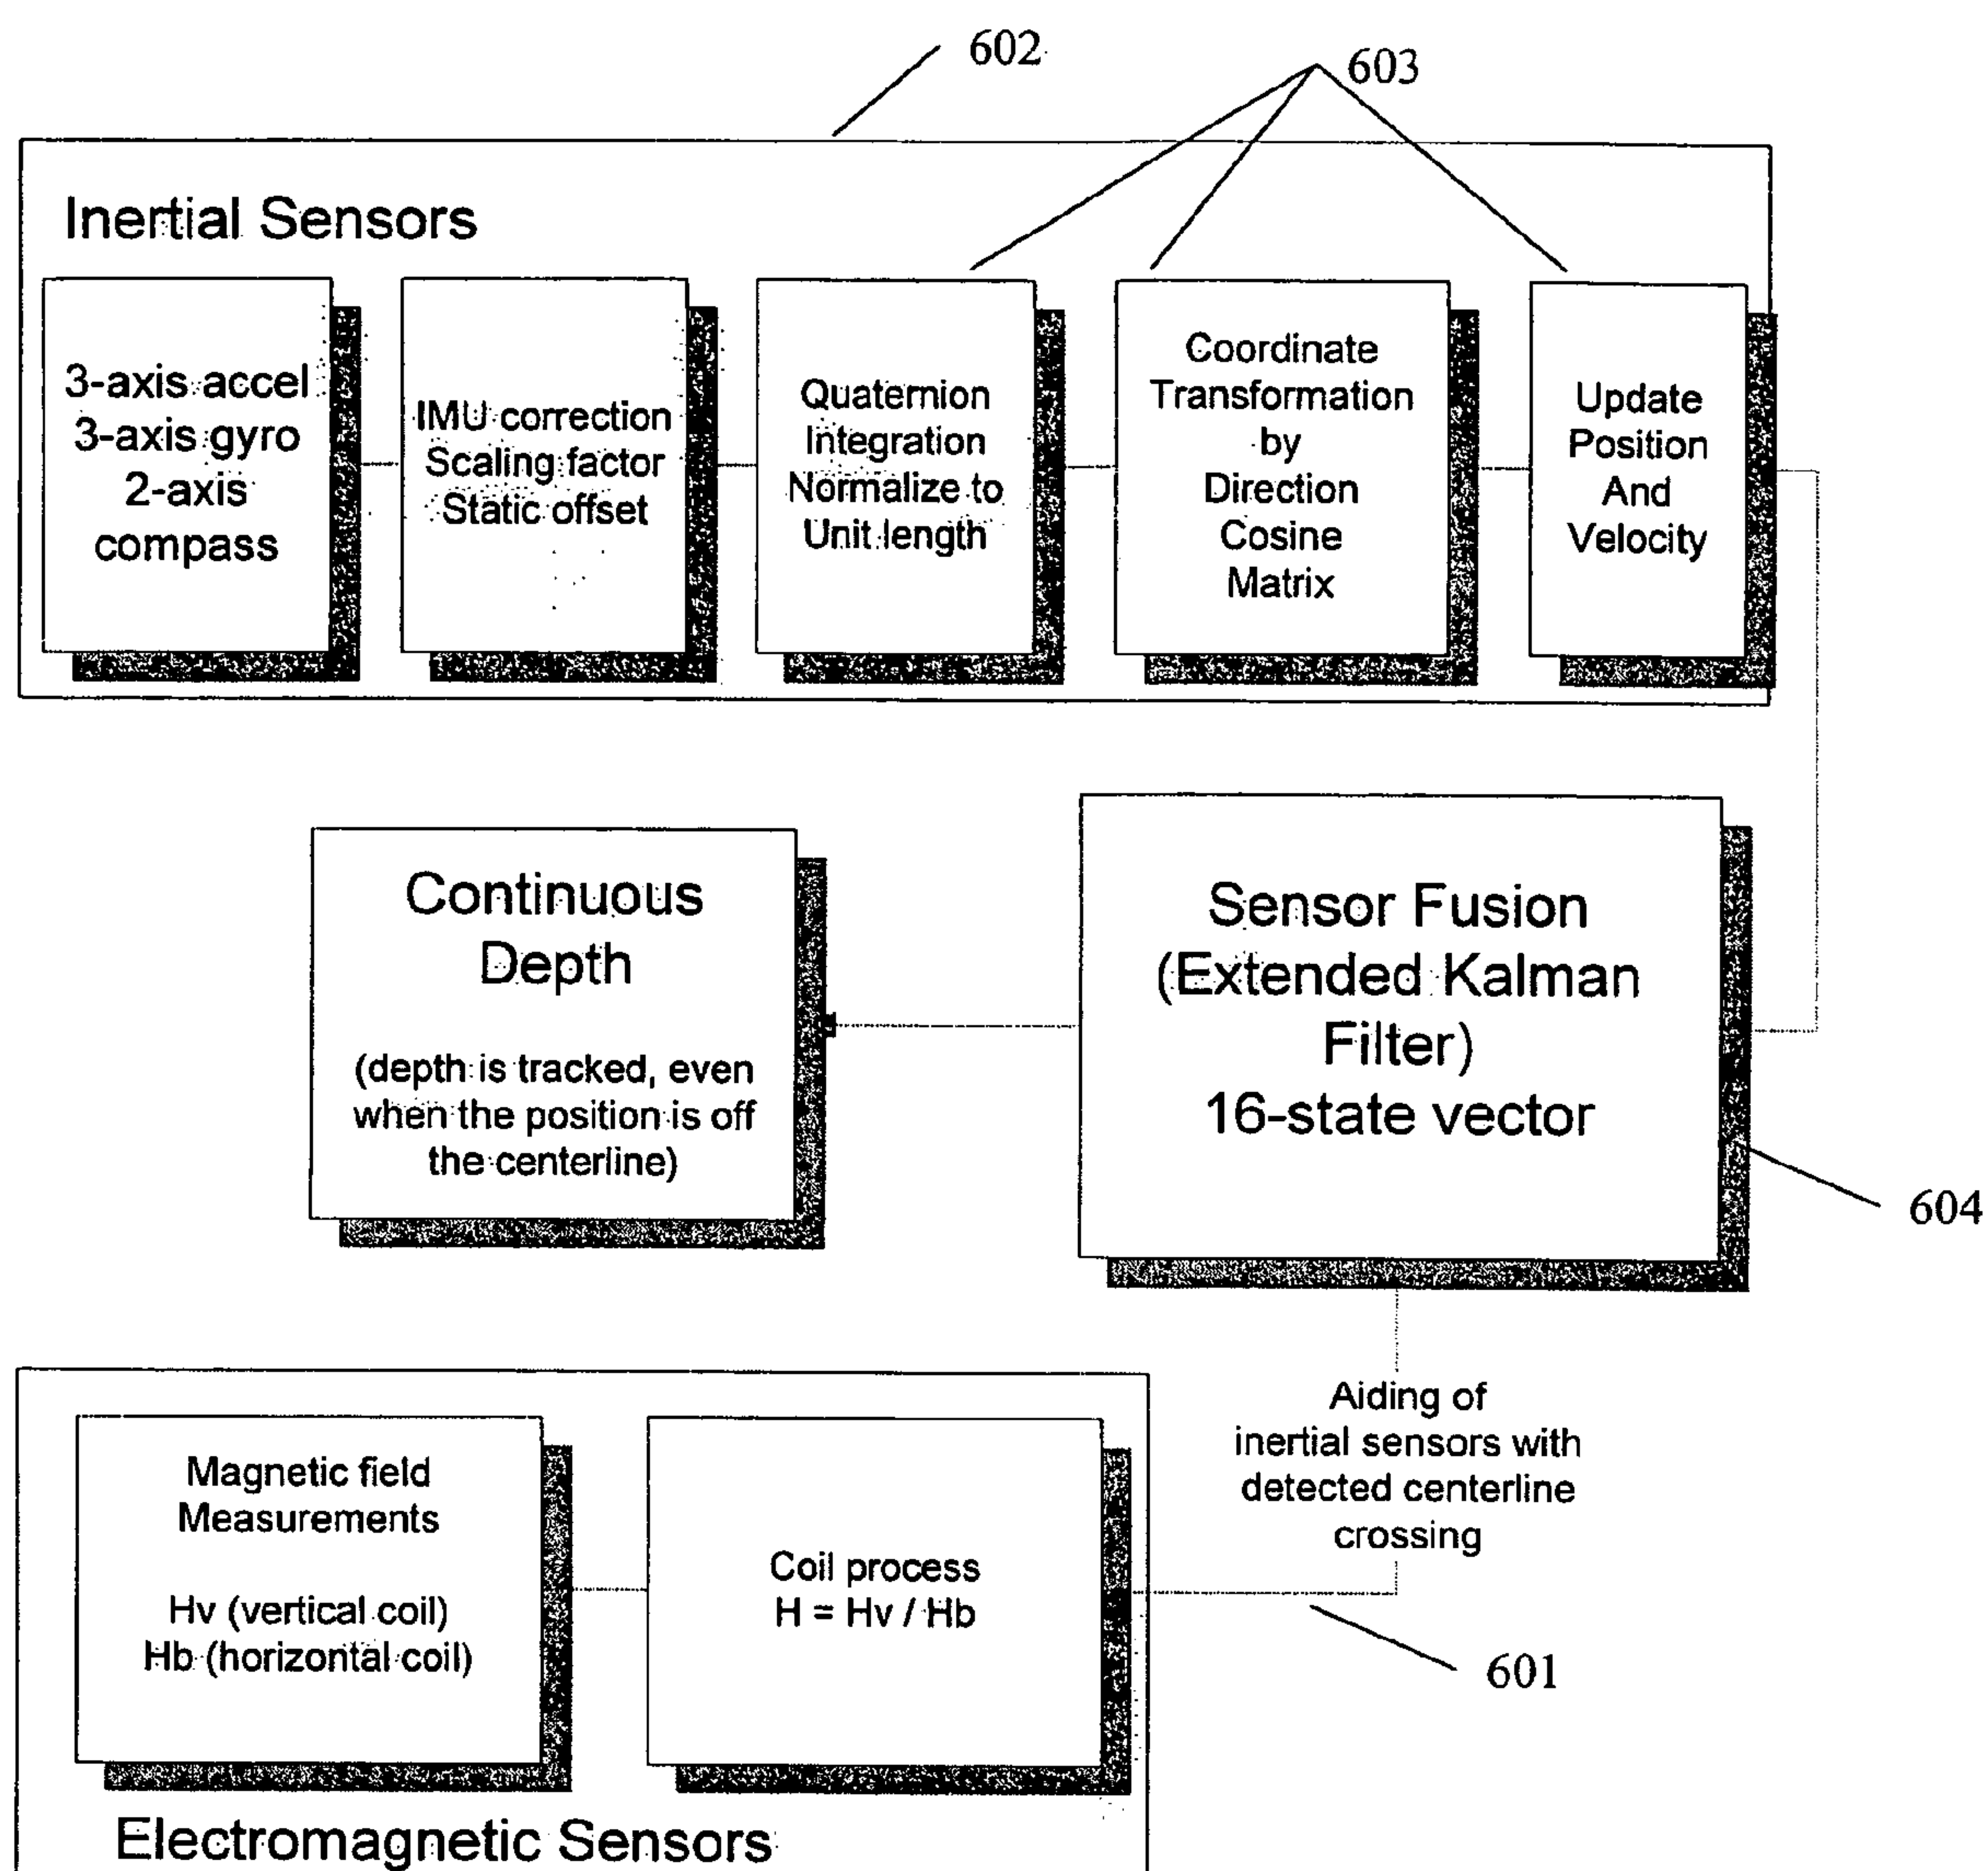 602
603
Inertial Sensors
3-axis accel
3-axis gyro
2-axis
compass
IMU correction
Scaling factor
Static offset
Quaternion
Integration
Normalize to
Unit length
Coordinate
Transformation
by
Direction
Cosine
Matrix
Update
Position
And
Velocity
Continuous
Depth
(depth is tracked, even
when the position is off
the centerline)
Sensor Fusion
(Extended Kalman
Filter)
16-state vector
604
Aiding of
inertial sensors with
detected centerline
crossing
601
Magnetic field
Measurements
Hv (vertical coil)
Hb (horizontal coil)
Coil process
H = Hv / Hb
Electromagnetic Sensors